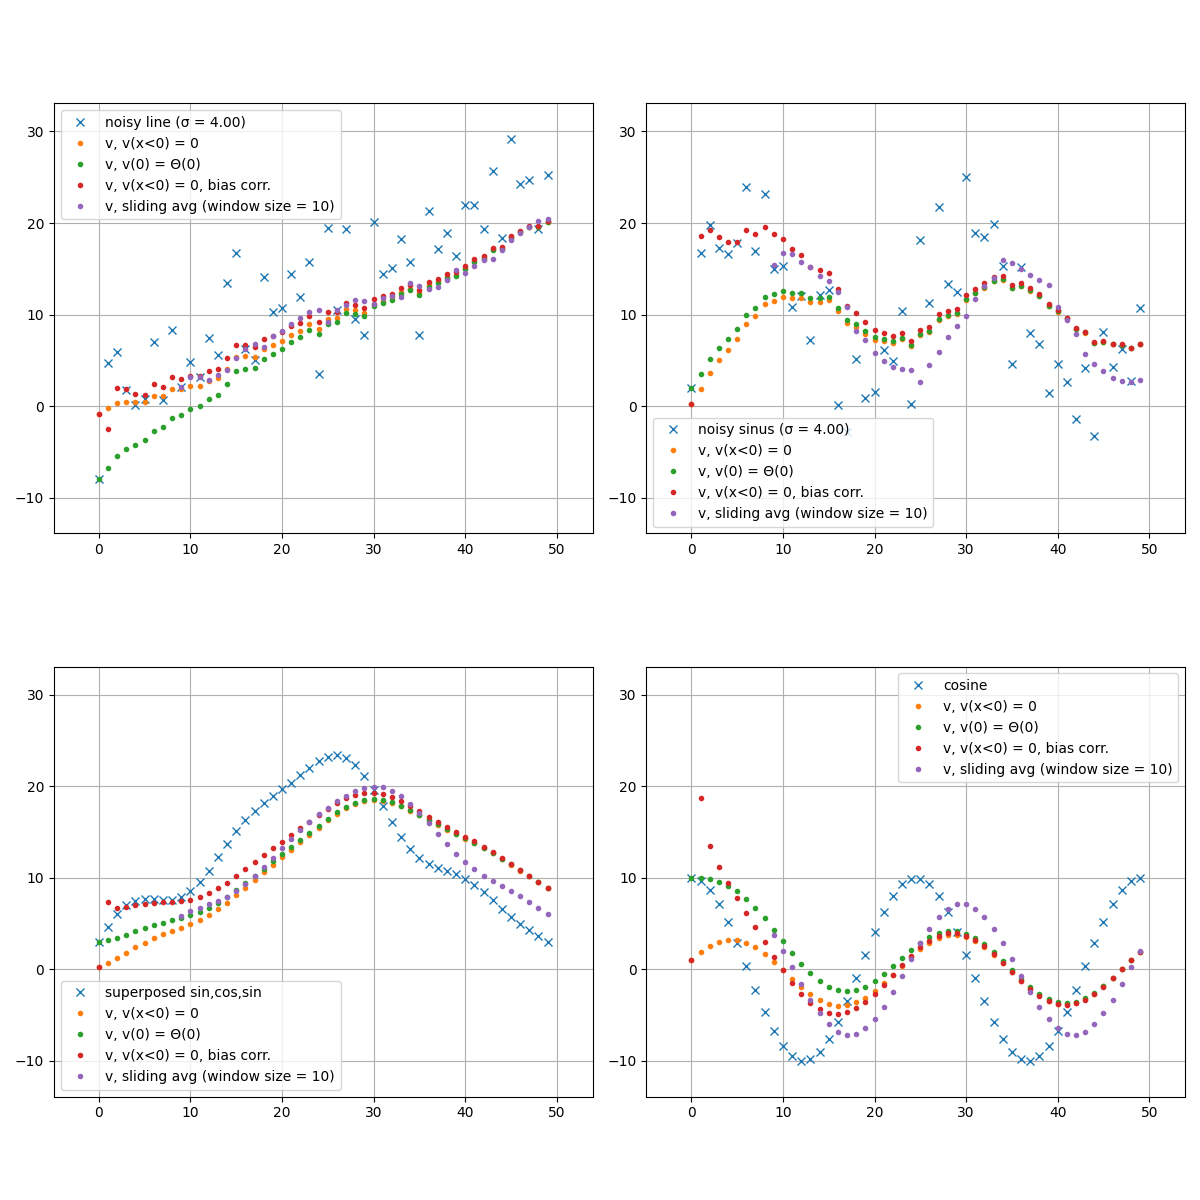 30
20
10
0
−10
0 10 20 30 40 50
noisy line (σ = 4.00)
v, v(x<0) = 0
v, v(0) = Θ(0)
v, v(x<0) = 0, bias corr.
v, sliding avg (window size = 10)
30
20
10
0
−10
0 10 20 30 40 50
noisy sinus (σ = 4.00)
v, v(x<0) = 0
v, v(0) = Θ(0)
v, v(x<0) = 0, bias corr.
v, sliding avg (window size = 10)
30
20
10
0
−10
0 10 20 30 40 50
superposed sin,cos,sin
v, v(x<0) = 0
v, v(0) = Θ(0)
v, v(x<0) = 0, bias corr.
v, sliding avg (window size = 10)
30
20
10
0
−10
0 10 20 30 40 50
cosine
v, v(x<0) = 0
v, v(0) = Θ(0)
v, v(x<0) = 0, bias corr.
v, sliding avg (window size = 10)